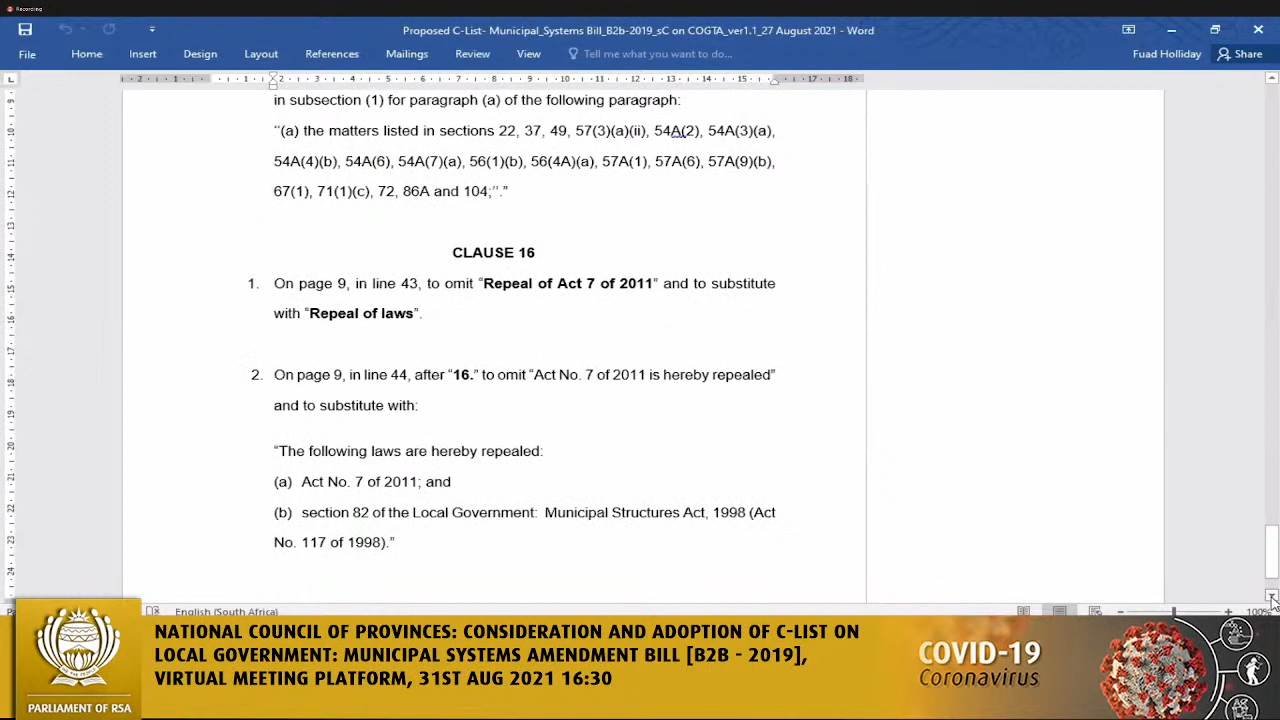 Recording
Proposed C-List- Municipal_Systems Bill_B2b-2019_sC on COGTA_ver1.1_27 August 2021 - Word
File Home Insert Design Layout References Mailings Review View Tell me what you want to do... Fuad Holliday Share
in subsection (1) for paragraph (a) of the following paragraph:
‘‘(a) the matters listed in sections 22, 37, 49, 57(3)(a)(ii), 54A(2), 54A(3)(a),
54A(4)(b), 54A(6), 54A(7)(a), 56(1)(b), 56(4A)(a), 57A(1), 57A(6), 57A(9)(b),
67(1), 71(1)(c), 72, 86A and 104;’’.”
CLAUSE 16
1. On page 9, in line 43, to omit “Repeal of Act 7 of 2011” and to substitute
with “Repeal of laws”.
2. On page 9, in line 44, after “16.” to omit “Act No. 7 of 2011 is hereby repealed”
and to substitute with:
“The following laws are hereby repealed:
(a) Act No. 7 of 2011; and
(b) section 82 of the Local Government: Municipal Structures Act, 1998 (Act
No. 117 of 1998).”
English (South Africa) 100%
PARLIAMENT OF RSA
NATIONAL COUNCIL OF PROVINCES: CONSIDERATION AND ADOPTION OF C-LIST ON
LOCAL GOVERNMENT: MUNICIPAL SYSTEMS AMENDMENT BILL [B2B - 2019],
VIRTUAL MEETING PLATFORM, 31ST AUG 2021 16:30
COVID-19
Coronavirus